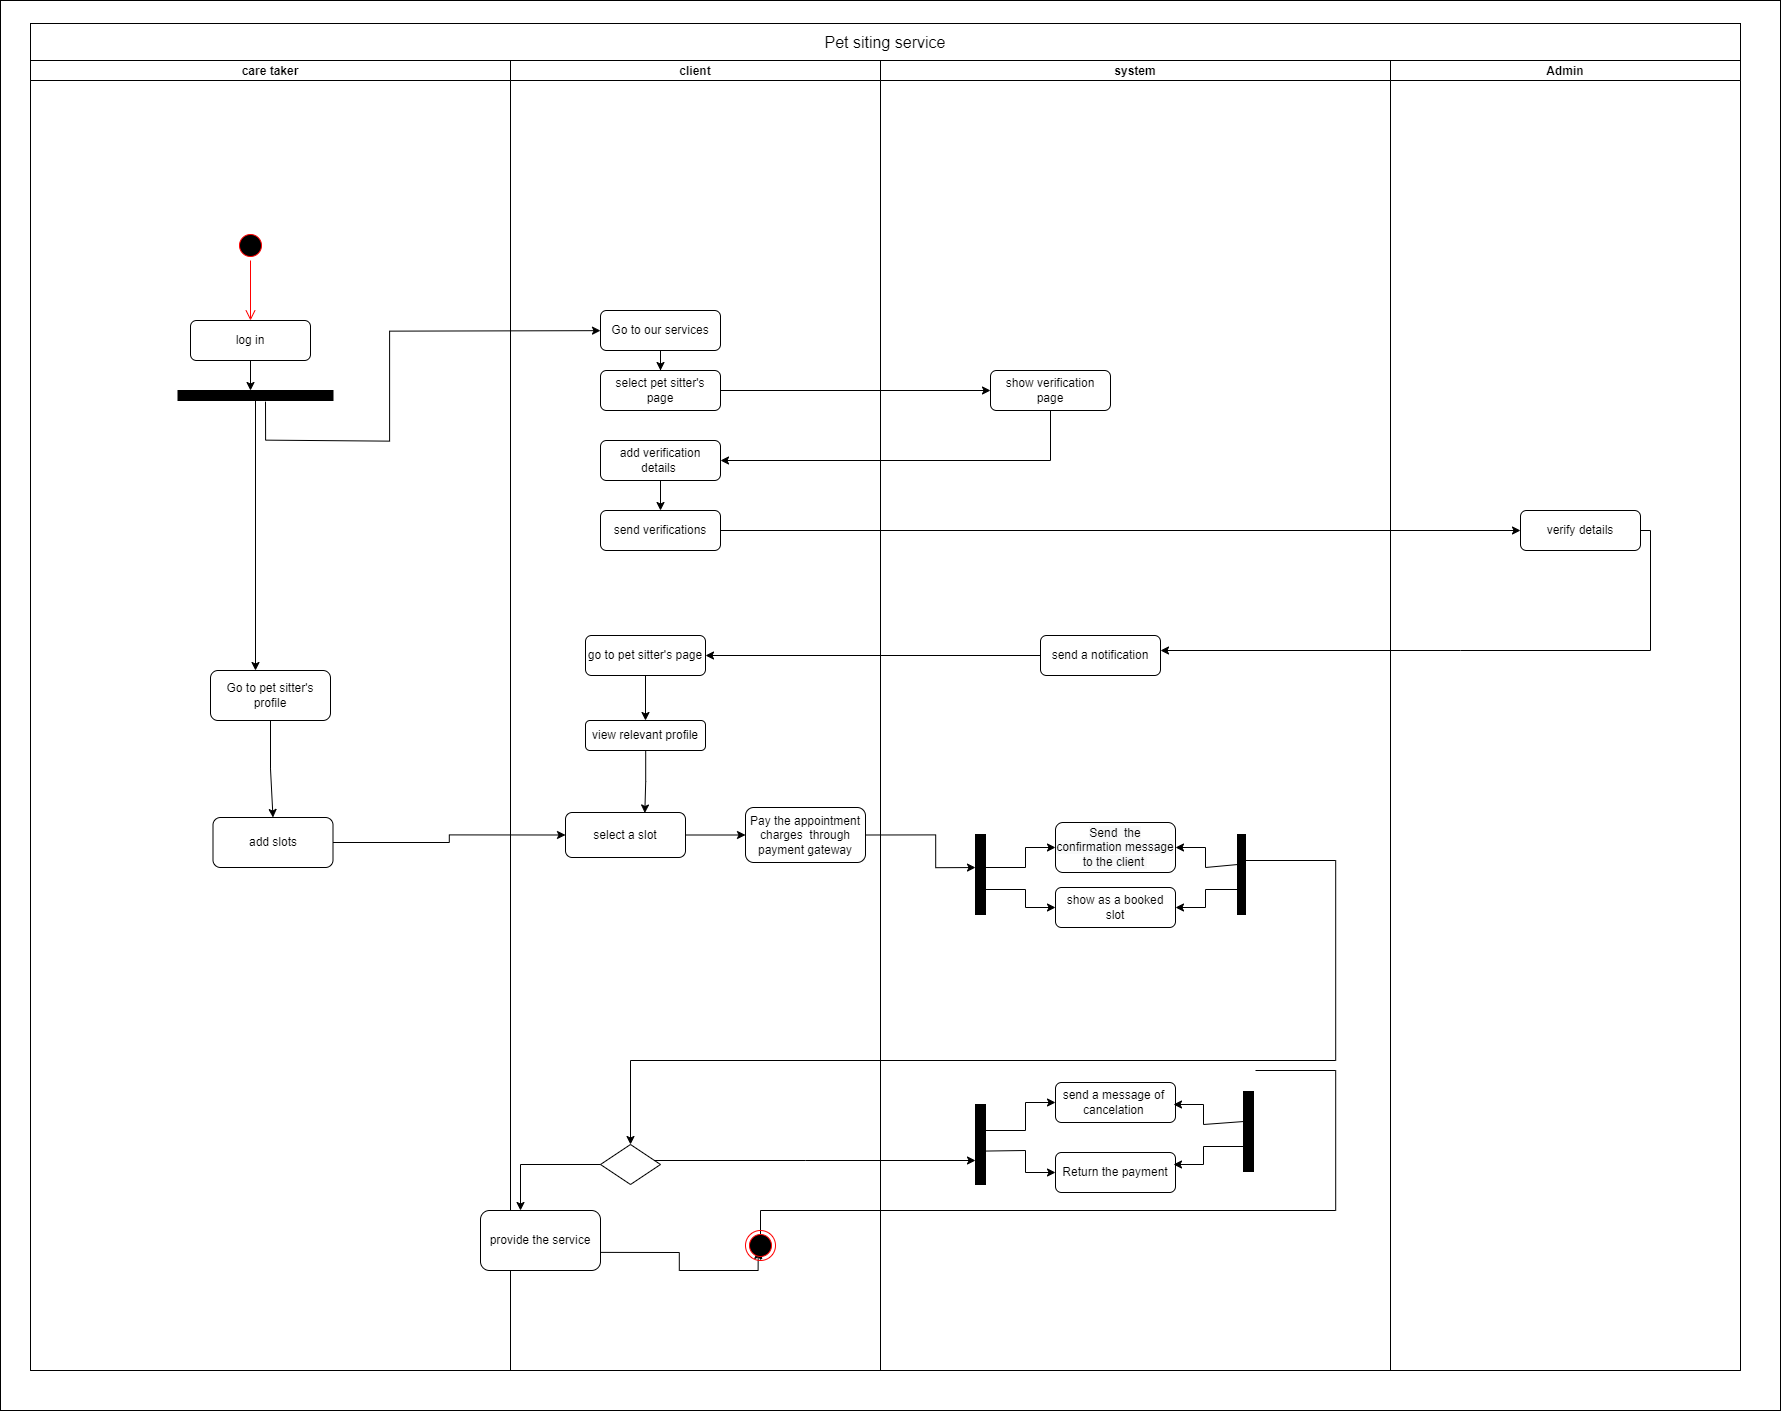 Pet siting service
care taker
client
system
Admin
log in
Go to our services
select pet sitter's
page
show verification
page
add verification
details
send verifications
verify details
go to pet sitter's page
send a notification
Go to pet sitter's
profile
view relevant profile
add slots
select a slot
Pay the appointment
charges through
payment gateway
Send the
confirmation message
to the client
show as a booked
slot
send a message of
cancelation
Return the payment
provide the service